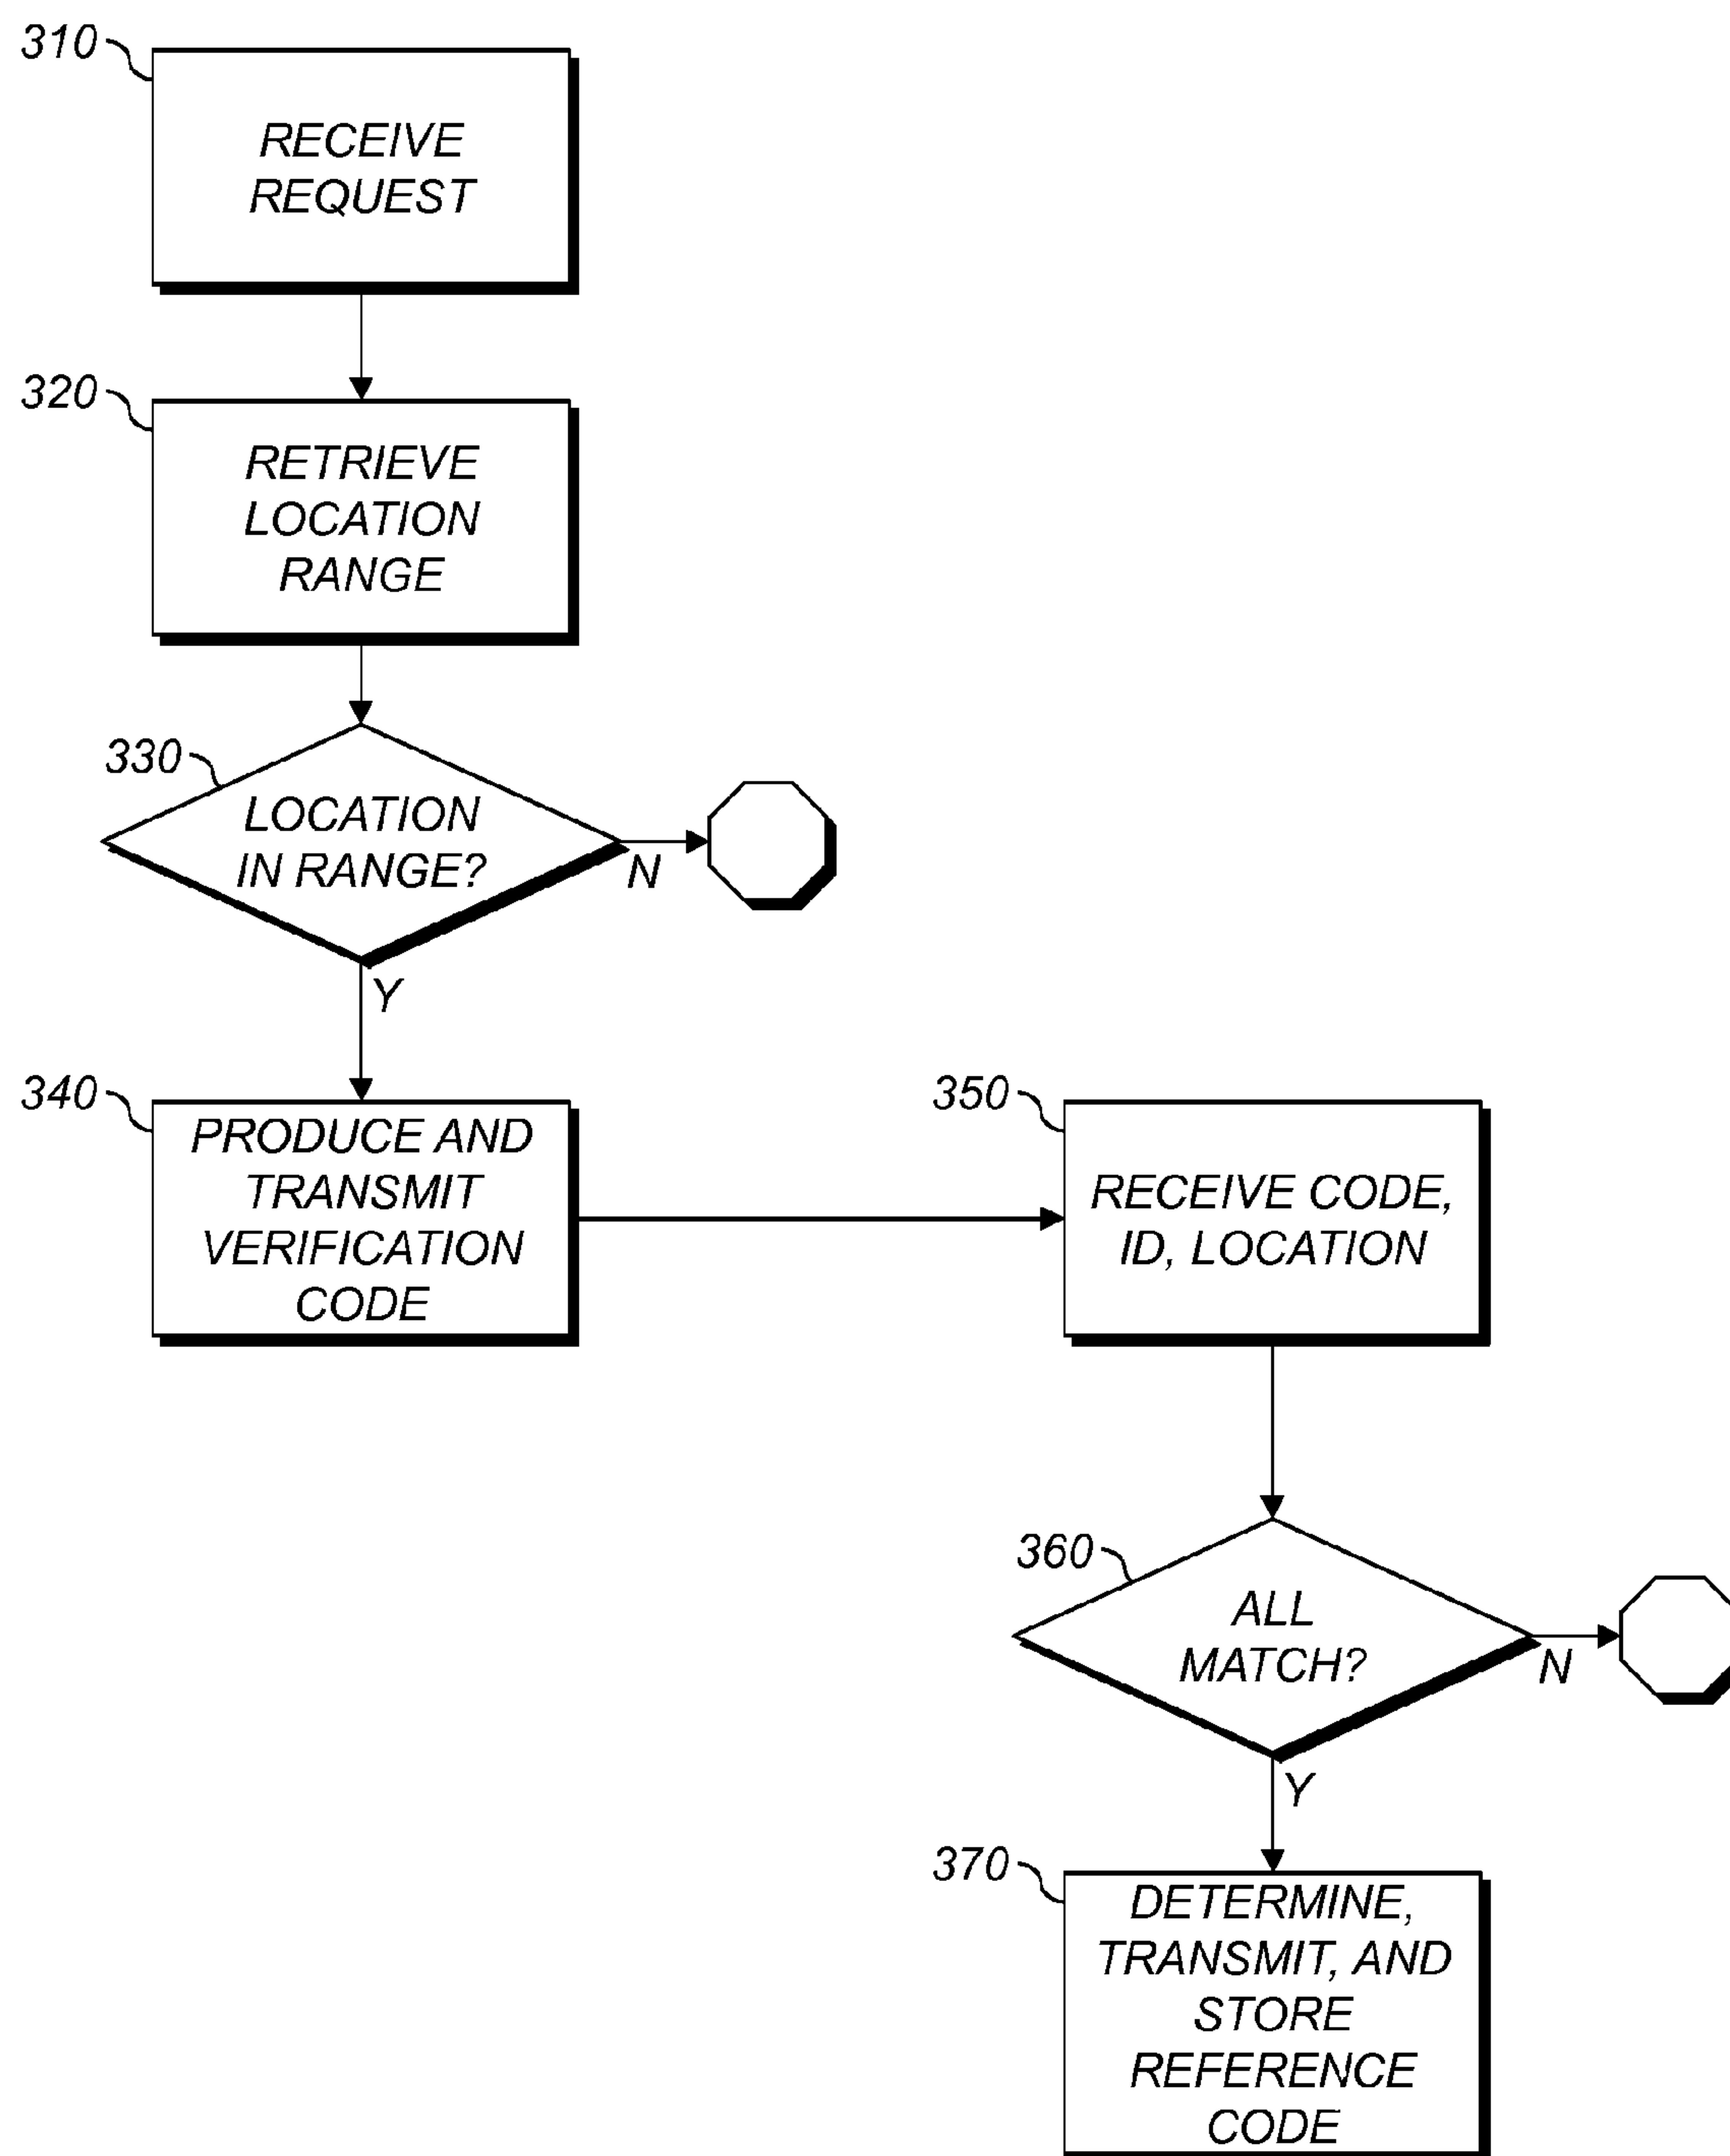 310
RECEIVE
REQUEST
320
RETRIEVE
LOCATION
RANGE
330
LOCATION
IN RANGE?
N
Y
340
PRODUCE AND
TRANSMIT
VERIFICATION
CODE
350
RECEIVE CODE,
ID, LOCATION
360
ALL
MATCH?
N
Y
370
DETERMINE,
TRANSMIT, AND
STORE
REFERENCE
CODE